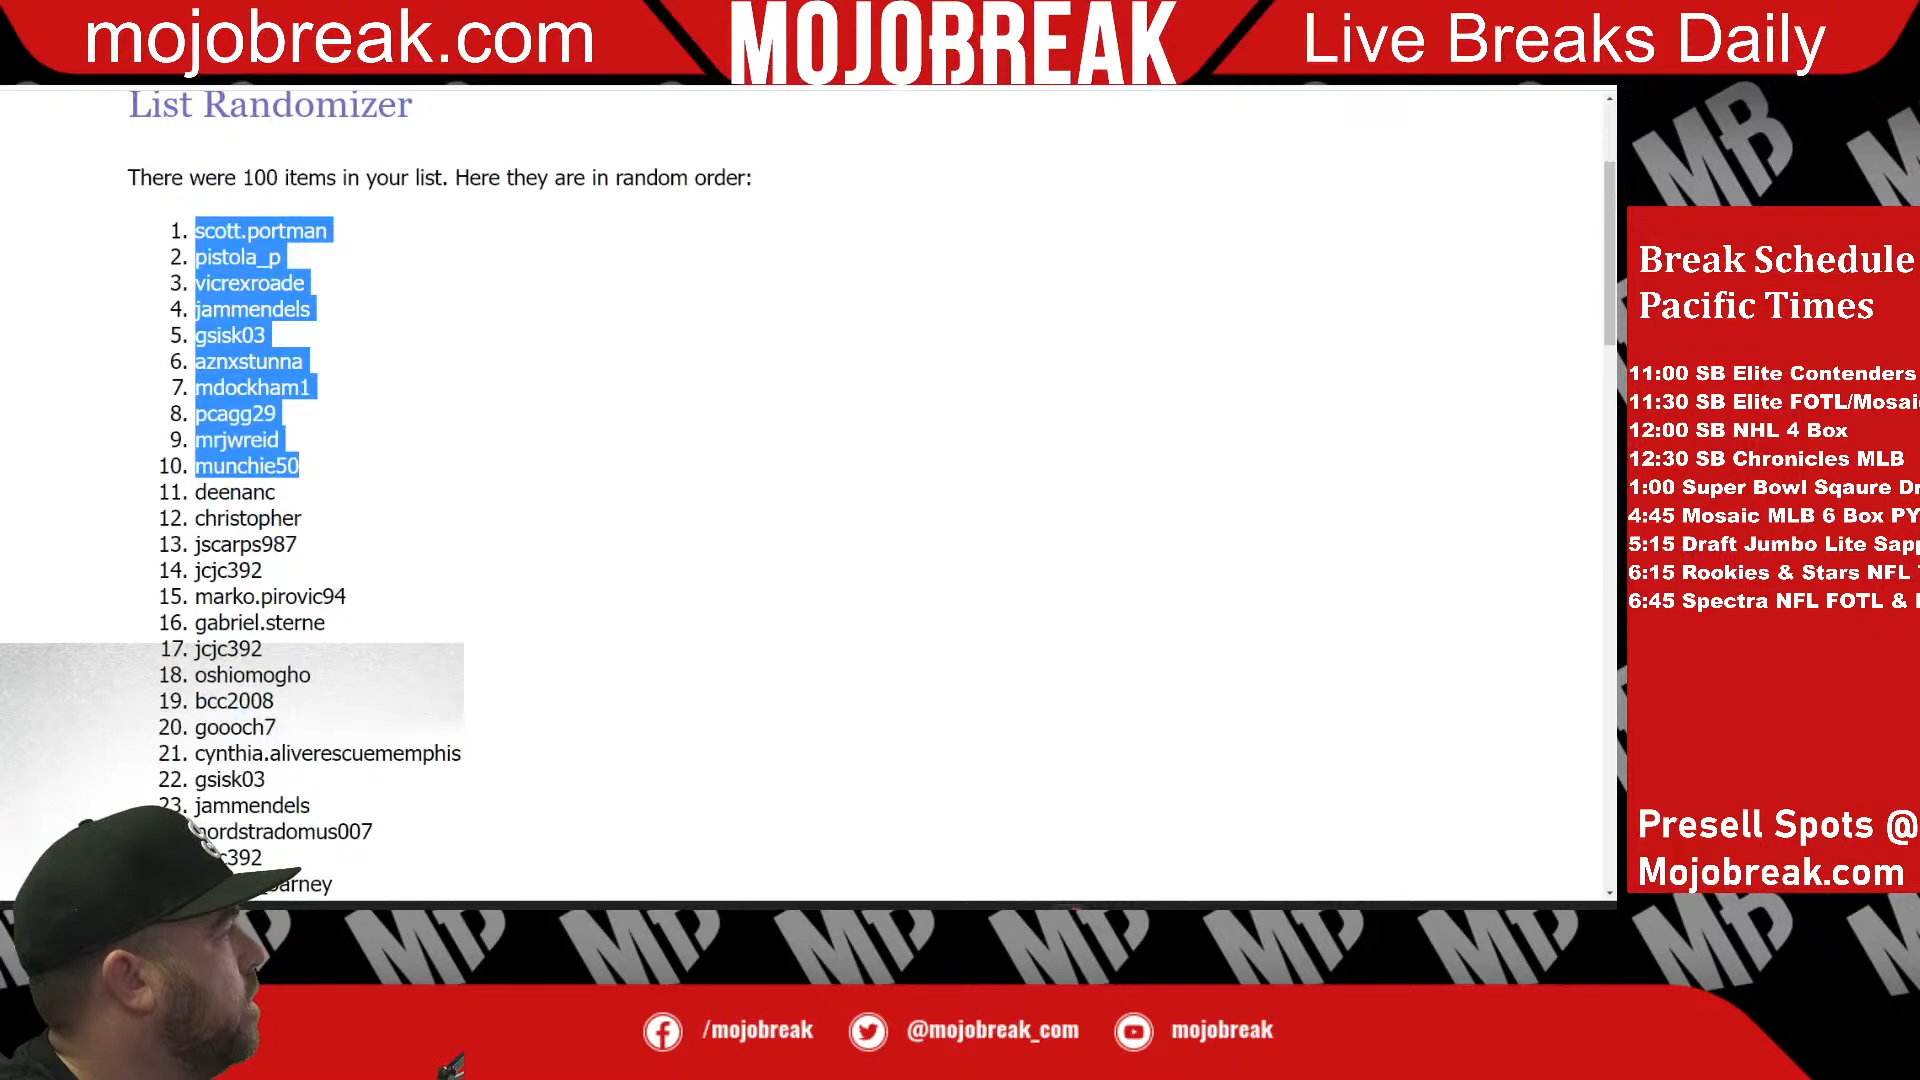 mojobreak.com
MOJOBREAK
Live Breaks Daily
List Randomizer
There were 100 items in your list. Here they are in random order:
1. scott.portman
2. pistola_p
3. vicrexroade
4. jammendels
5. gsisk03
6. aznxstunna
7. mdockham1
8. pcagg29
9. mrjwreid
10. munchie50
11. deenanc
12. christopher
13. jscarps987
14. jcjc392
15. marko.pirovic94
16. gabriel.sterne
17. jcjc392
18. oshiomogho
19. bcc2008
20. goooch7
21. cynthia.aliverescuememphis
22. gsisk03
23. jammendels
Break Schedule
Pacific Times
11:00 SB Elite Contenders
11:30 SB Elite FOTL/Mosai
12:00 SB NHL 4 Box
12:30 SB Chronicles MLB
1:00 Super Bowl Sqaure Dr
4:45 Mosaic MLB 6 Box PY
5:15 Draft Jumbo Lite Sapp
6:15 Rookies & Stars NFL
6:45 Spectra NFL FOTL &
Presell Spots @
Mojobreak.com
/mojobreak
@mojobreak_com
mojobreak